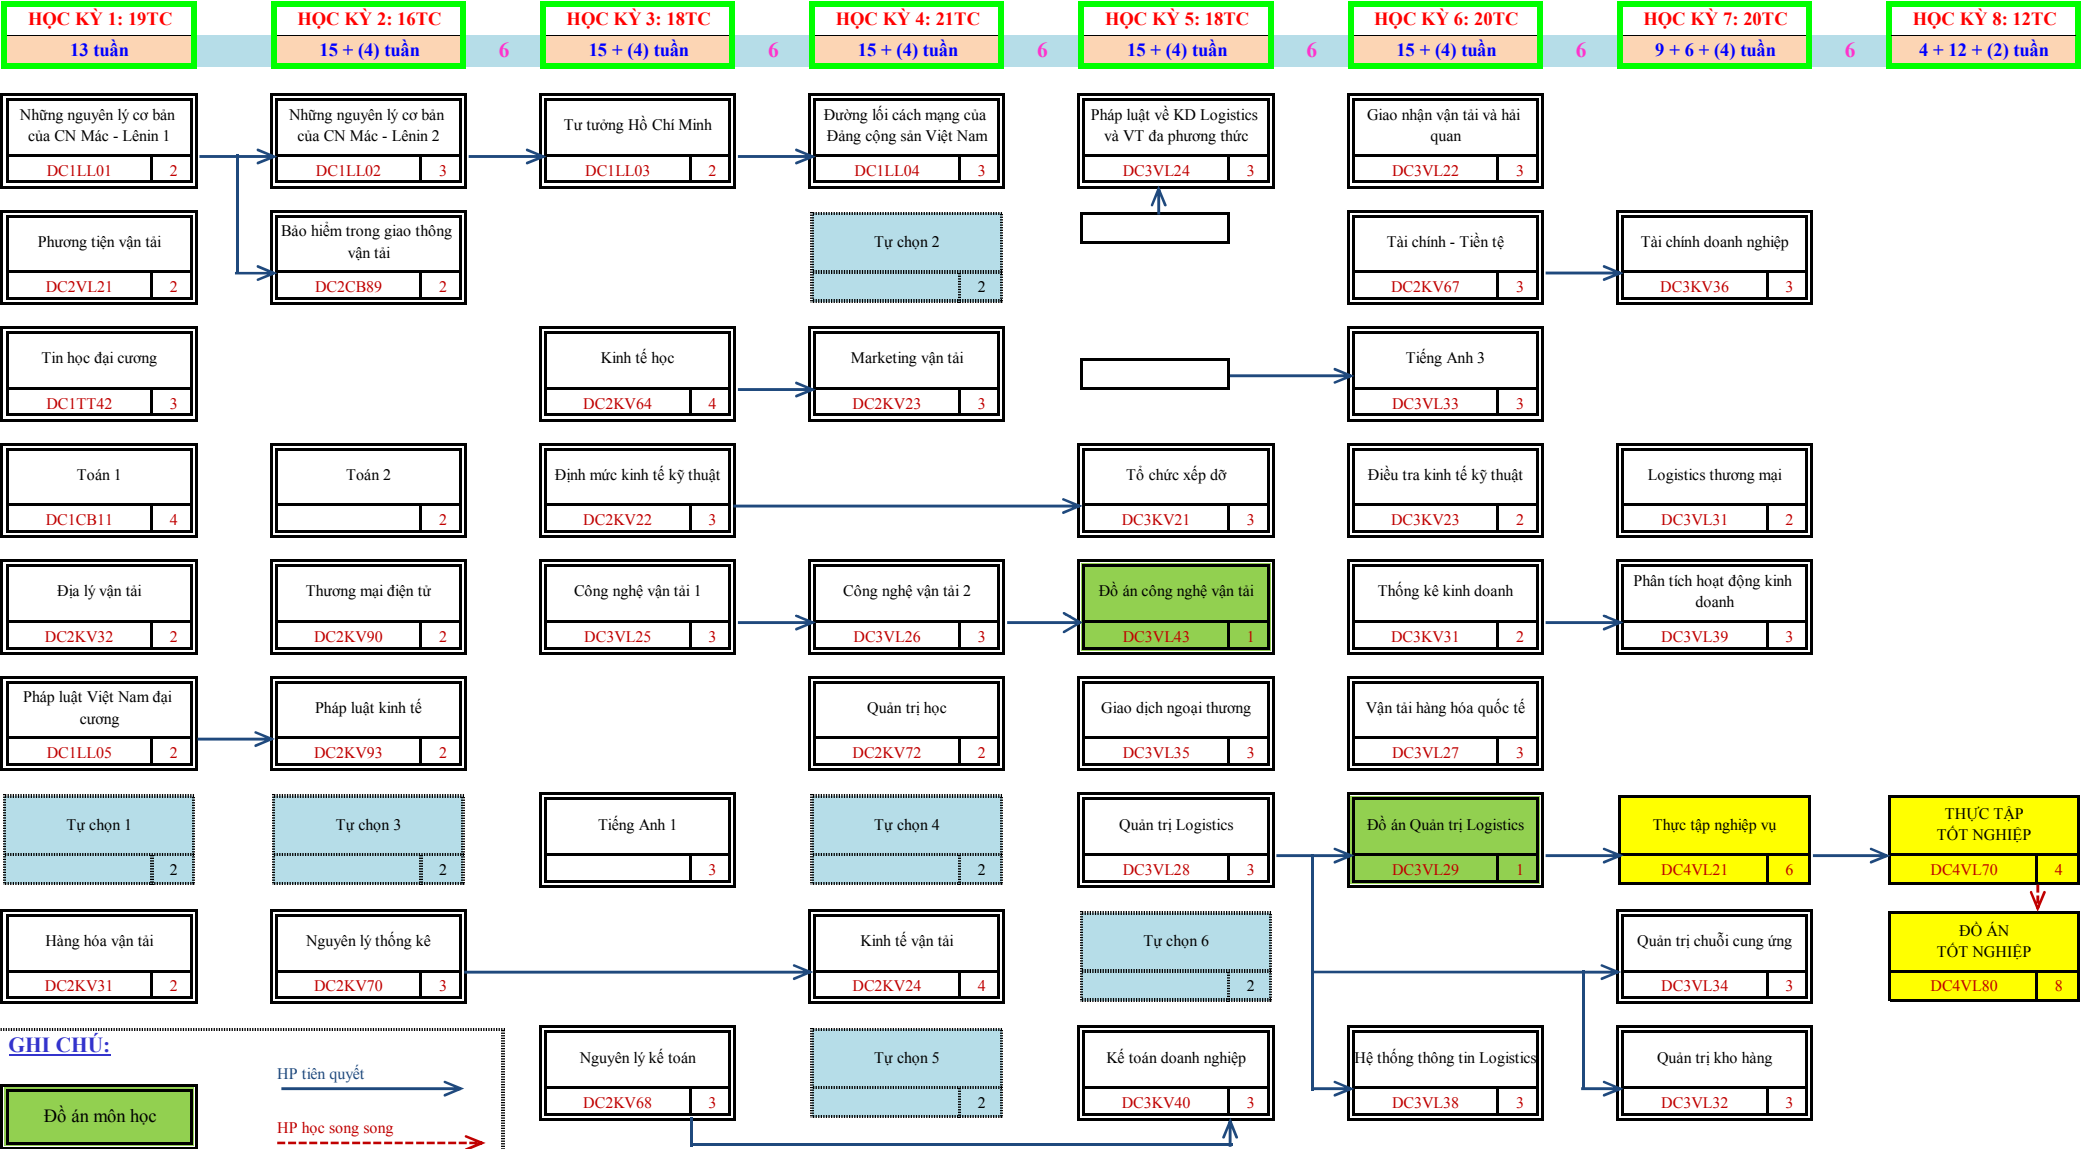 HỌC KỲ 1: 19TC
HỌC KỲ 2: 16TC
HỌC KỲ 3: 18TC
HỌC KỲ 4: 21TC
HỌC KỲ 5: 18TC
HỌC KỲ 6: 20TC
HỌC KỲ 7: 20TC
HỌC KỲ 8: 12TC
13 tuần
15 + (4) tuần
6
15 + (4) tuần
6
15 + (4) tuần
6
15 + (4) tuần
6
15 + (4) tuần
6
9 + 6 + (4) tuần
6
4 + 12 + (2) tuần
Những nguyên lý cơ bản
của CN Mác - Lênin 1
DC1LL01 2
Những nguyên lý cơ bản
của CN Mác - Lênin 2
DC1LL02 3
Tư tưởng Hồ Chí Minh
DC1LL03 2
Đường lối cách mạng của
Đảng cộng sản Việt Nam
DC1LL04 3
Pháp luật về KD Logistics
và VT đa phương thức
DC3VL24 3
Giao nhận vận tải và hải
quan
DC3VL22 3
Phương tiện vận tải
DC2VL21 2
Bảo hiểm trong giao thông
vận tải
DC2CB89 2
Tự chọn 2
2
Tài chính - Tiền tệ
DC2KV67 3
Tài chính doanh nghiệp
DC3KV36 3
Tin học đại cương
DC1TT42 3
Kinh tế học
DC2KV64 4
Marketing vận tải
DC2KV23 3
Tiếng Anh 3
DC3VL33 3
Toán 1
DC1CB11 4
Toán 2
2
Định mức kinh tế kỹ thuật
DC2KV22 3
Tổ chức xếp dỡ
DC3KV21 3
Điều tra kinh tế kỹ thuật
DC3KV23 2
Logistics thương mại
DC3VL31 2
Địa lý vận tải
DC2KV32 2
Thương mại điện tử
DC2KV90 2
Công nghệ vận tải 1
DC3VL25 3
Công nghệ vận tải 2
DC3VL26 3
Đồ án công nghệ vận tải
DC3VL43 1
Thống kê kinh doanh
DC3KV31 2
Phân tích hoạt động kinh
doanh
DC3VL39 3
Pháp luật Việt Nam đại
cương
DC1LL05 2
Pháp luật kinh tế
DC2KV93 2
Quản trị học
DC2KV72 2
Giao dịch ngoại thương
DC3VL35 3
Vận tải hàng hóa quốc tế
DC3VL27 3
Tự chọn 1
2
Tự chọn 3
2
Tiếng Anh 1
3
Tự chọn 4
2
Quản trị Logistics
DC3VL28 3
Đồ án Quản trị Logistics
DC3VL29 1
Thực tập nghiệp vụ
DC4VL21 6
THỰC TẬP
TỐT NGHIỆP
DC4VL70 4
Hàng hóa vận tải
DC2KV31 2
Nguyên lý thống kê
DC2KV70 3
Kinh tế vận tải
DC2KV24 4
Tự chọn 6
2
Quản trị chuỗi cung ứng
DC3VL34 3
ĐỒ ÁN
TỐT NGHIỆP
DC4VL80 8
Nguyên lý kế toán
DC2KV68 3
Tự chọn 5
2
Kế toán doanh nghiệp
DC3KV40 3
Hệ thống thông tin Logistics
DC3VL38 3
Quản trị kho hàng
DC3VL32 3
GHI CHÚ:
HP tiên quyết
Đồ án môn học
HP học song song